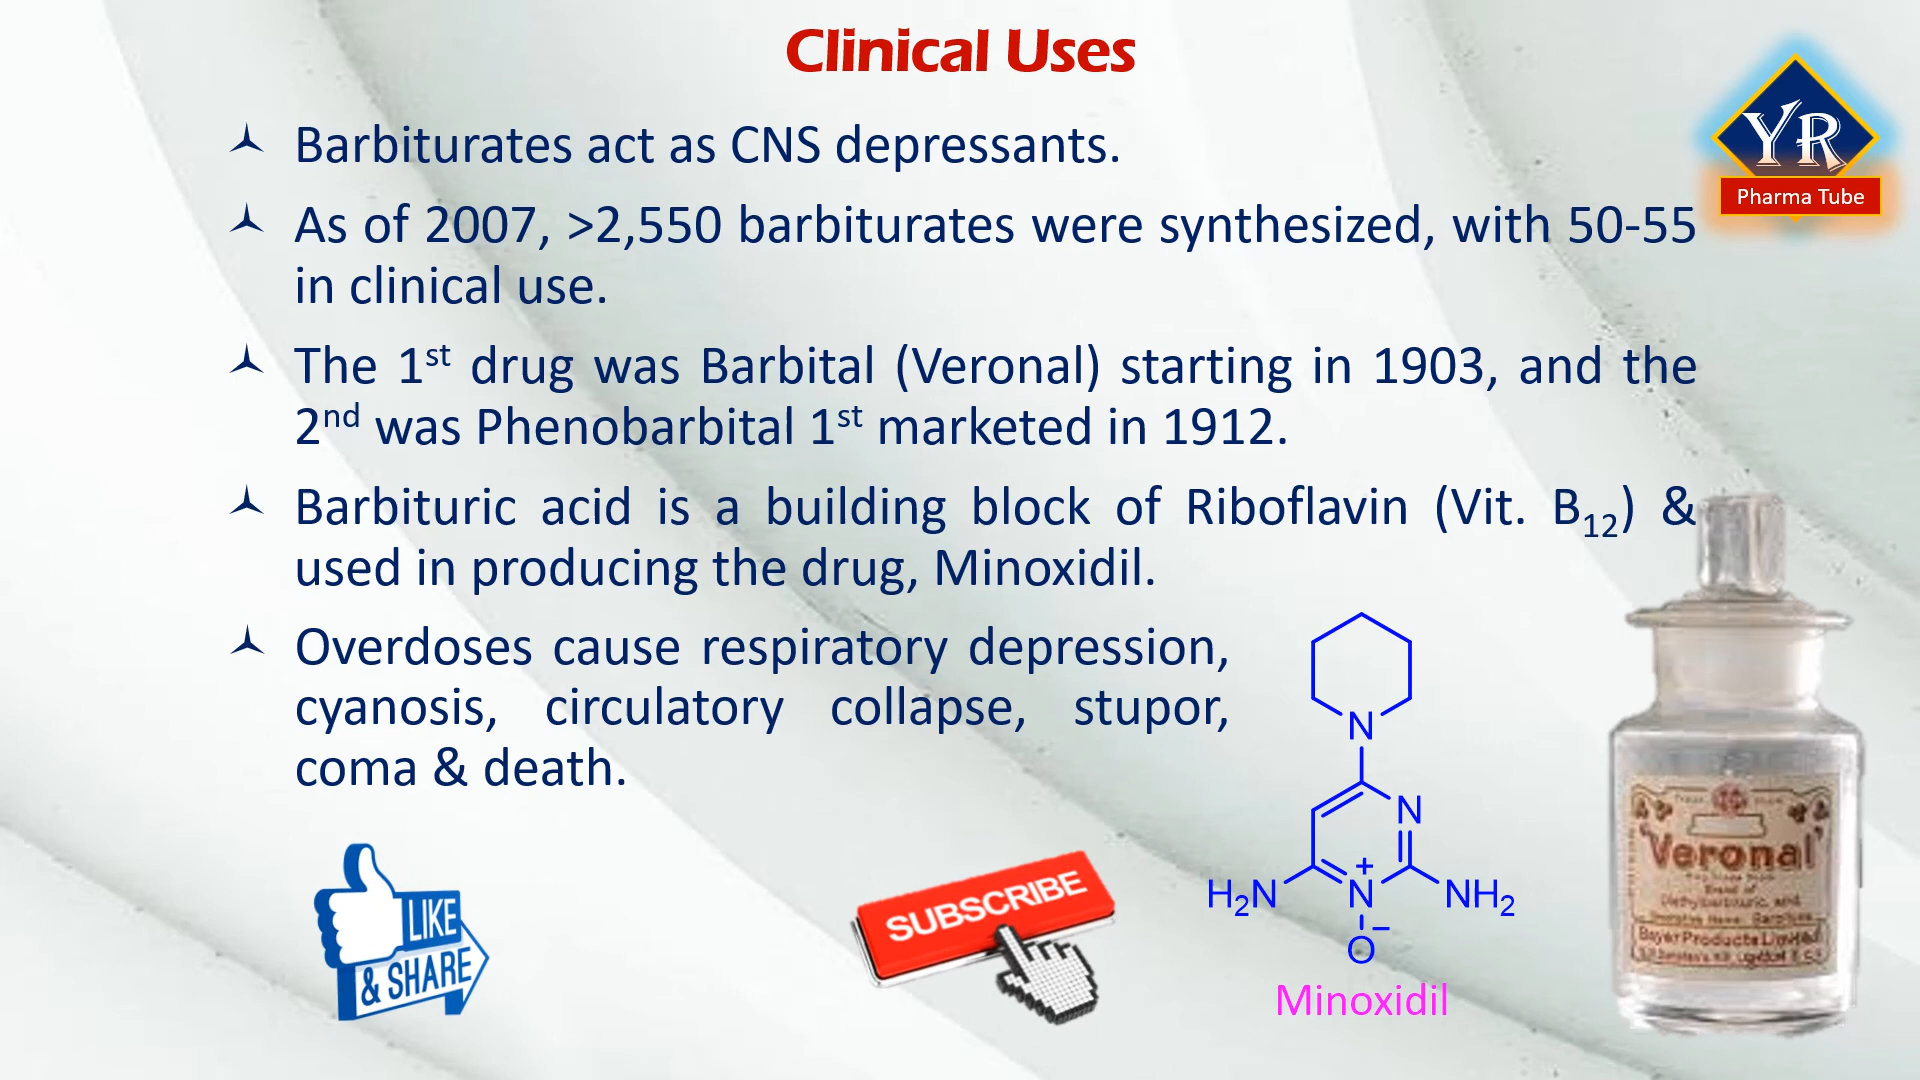 Clinical Uses
YR
Pharma Tube
Barbiturates act as CNS depressants.
As of 2007, >2,550 barbiturates were synthesized, with 50-55
in clinical use.
The 1st drug was Barbital (Veronal) starting in 1903, and the
2nd was Phenobarbital 1st marketed in 1912.
Barbituric acid is a building block of Riboflavin (Vit. B12) &
used in producing the drug, Minoxidil.
Overdoses cause respiratory depression,
cyanosis, circulatory collapse, stupor,
coma & death.
N
N
H2N
N+
NH2
O−
Minoxidil
LIKE
& SHARE
SUBSCRIBE
"Veronal"
Brand of
Bayer Products Limited